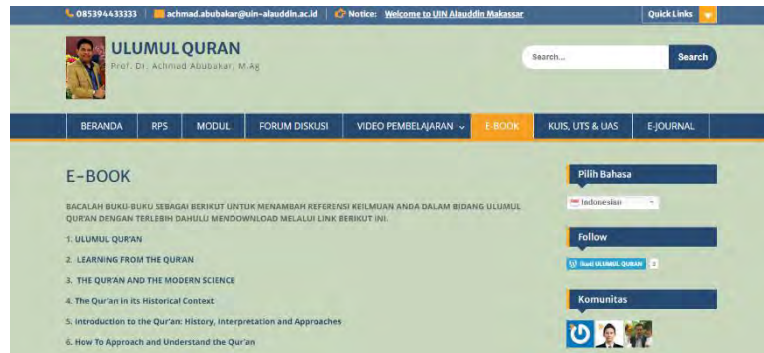 085394433333 achmad.abubakar@uin-alauddin.ac.id Notice: Welcome to UIN Alauddin Makassar Quick Links
ULUMUL QURAN
Prof. Dr. Achmad Abubakar, M.Ag
Search... Search
BERANDA RPS MODUL FORUM DISKUSI VIDEO PEMBELAJARAN E-BOOK KUIS, UTS & UAS E-JOURNAL
E-BOOK
BACALAH BUKU-BUKU SEBAGAI BERIKUT UNTUK MENAMBAH REFERENSI KEILMUAN ANDA DALAM BIDANG ULUMUL
QUR'AN DENGAN TERLEBIH DAHULU MENDOWNLOAD MELALUI LINK BERIKUT INI.
1. ULUMUL QUR'AN
2. LEARNING FROM THE QUR'AN
3. THE QUR'AN AND THE MODERN SCIENCE
4. The Qur'an in its Historical Context
5. Introduction to the Qur'an: History, Interpretation and Approaches
6. How To Approach and Understand the Qur'an
Pilih Bahasa
Indonesian
Follow
Ikuti ULUMUL QURAN
Komunitas